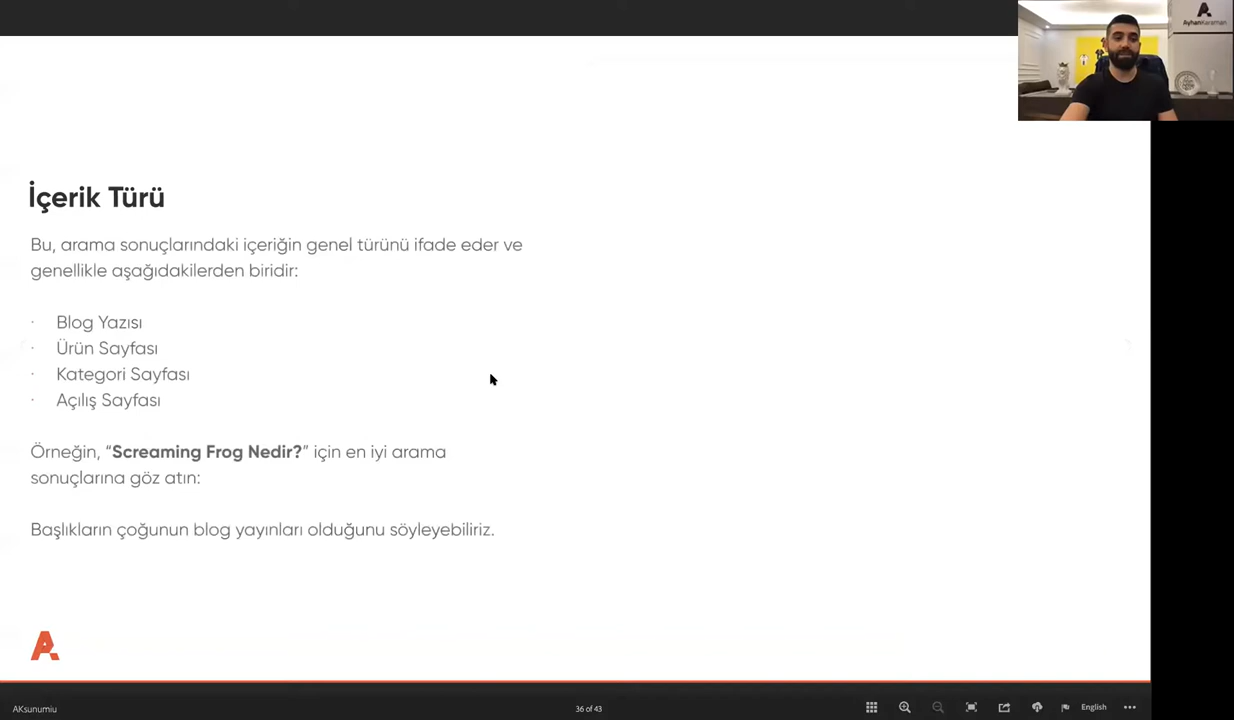 AyhanKaraman
İçerik Türü
Bu, arama sonuçlarındaki içeriğin genel türünü ifade eder ve
genellikle aşağıdakilerden biridir:
· Blog Yazısı
· Ürün Sayfası
· Kategori Sayfası
· Açılış Sayfası
Örneğin, “Screaming Frog Nedir?” için en iyi arama
sonuçlarına göz atın:
Başlıkların çoğunun blog yayınları olduğunu söyleyebiliriz.
AKsunumiu
36 of 43
English